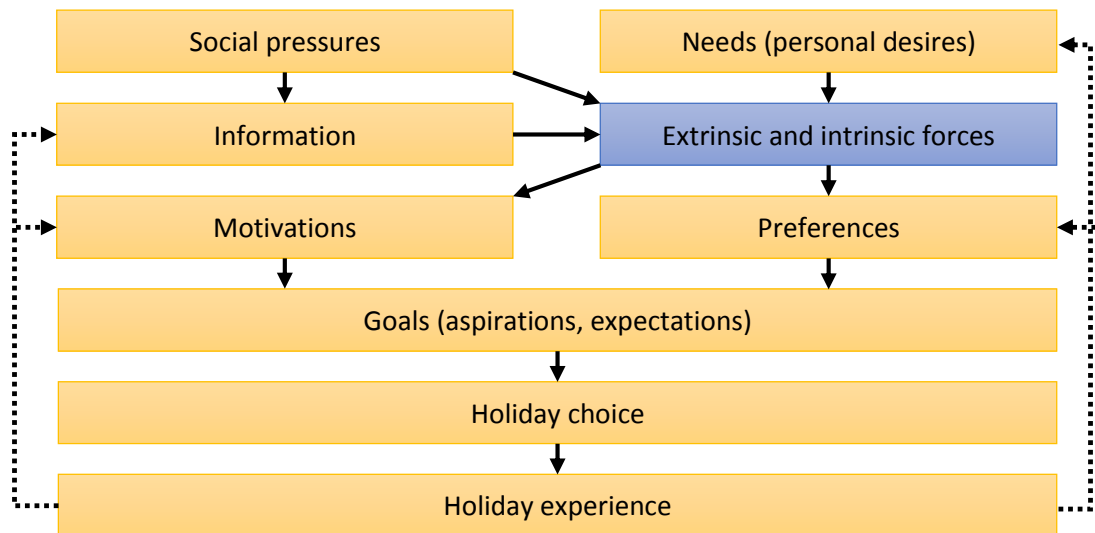 Social pressures
Needs (personal desires)
Information
Extrinsic and intrinsic forces
Motivations
Preferences
Goals (aspirations, expectations)
Holiday choice
Holiday experience